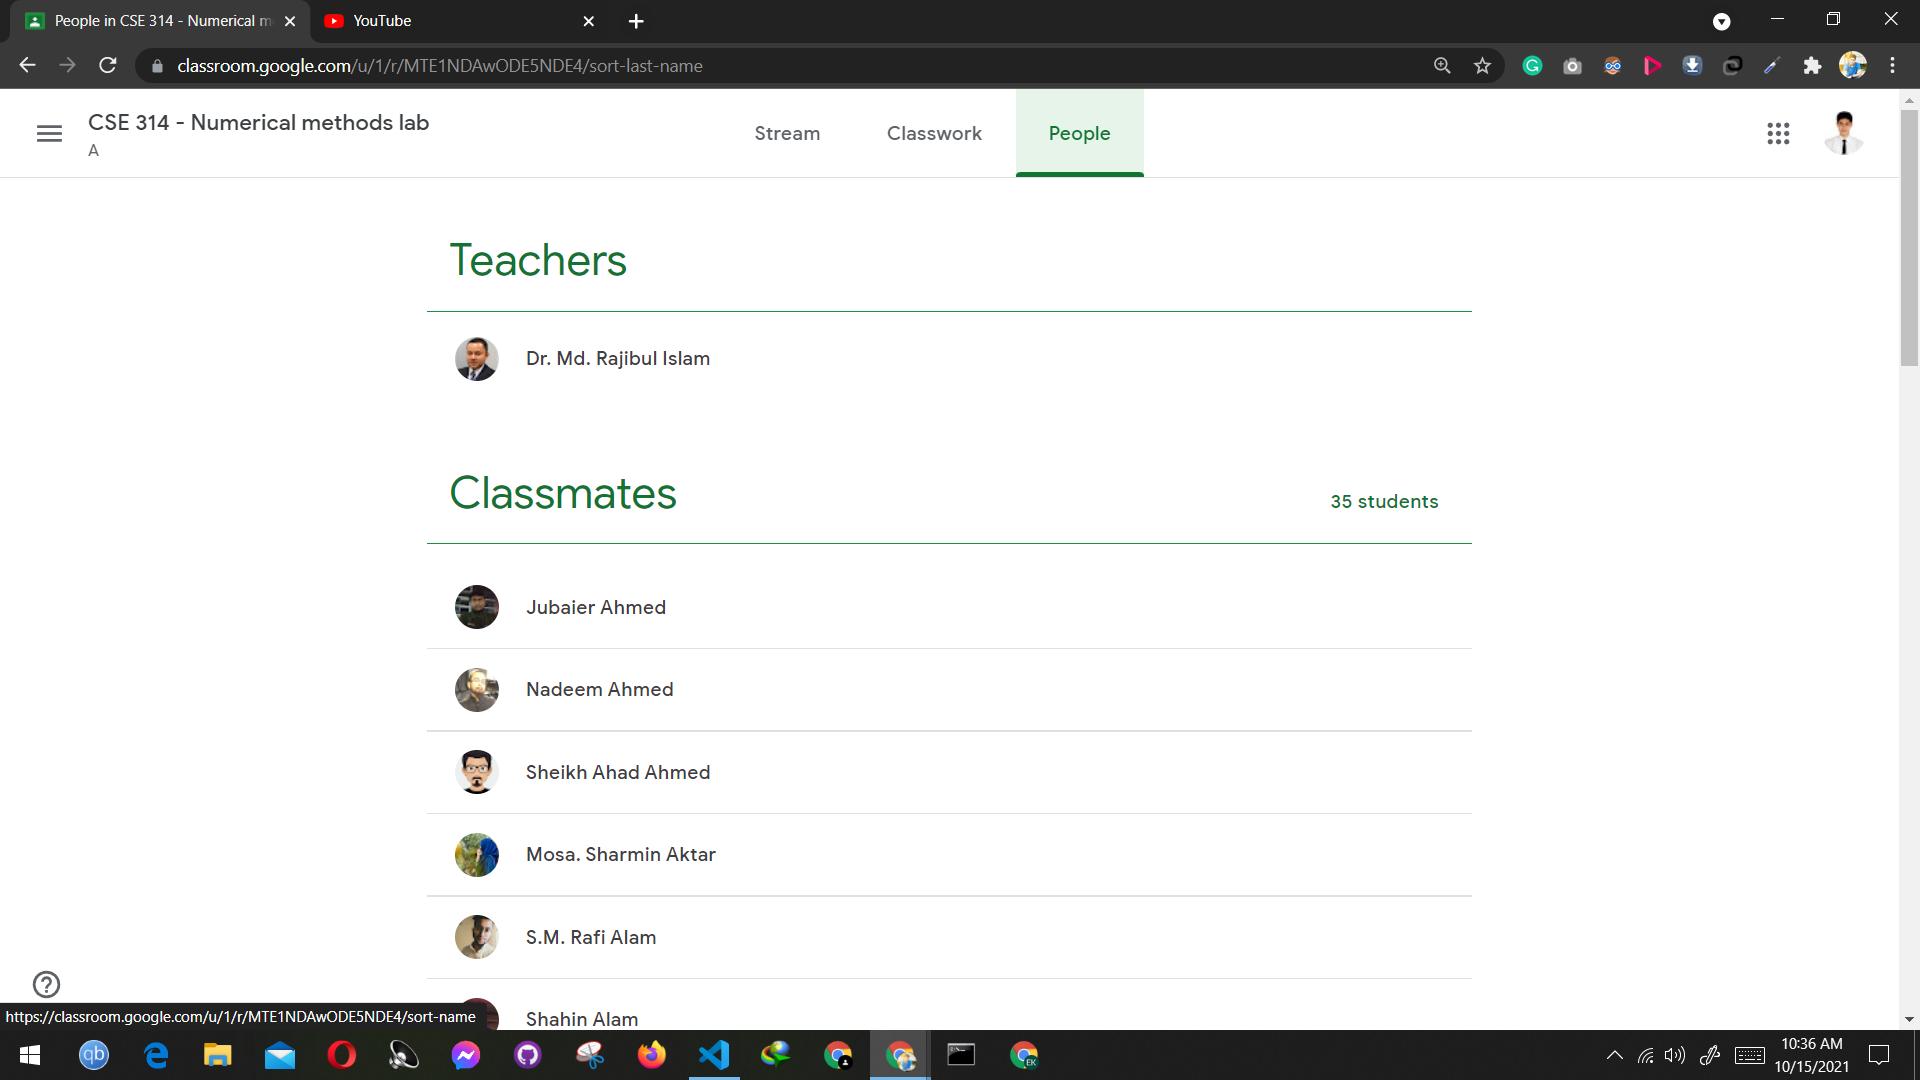 People in CSE 314 - Numerical m
YouTube
classroom.google.com/u/1/r/MTE1NDAwODE5NDE4/sort-last-name
CSE 314 - Numerical methods lab
A
Stream
Classwork
People
Teachers
Dr. Md. Rajibul Islam
Classmates
35 students
Jubaier Ahmed
Nadeem Ahmed
Sheikh Ahad Ahmed
Mosa. Sharmin Aktar
S.M. Rafi Alam
Shahin Alam
https://classroom.google.com/u/1/r/MTE1NDAwODE5NDE4/sort-name
qb
EK
10:36 AM
10/15/2021